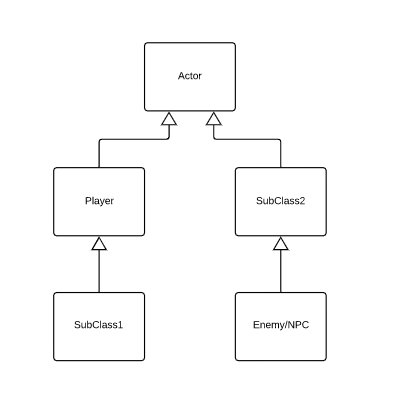 Actor
Player
SubClass2
SubClass1
Enemy/NPC